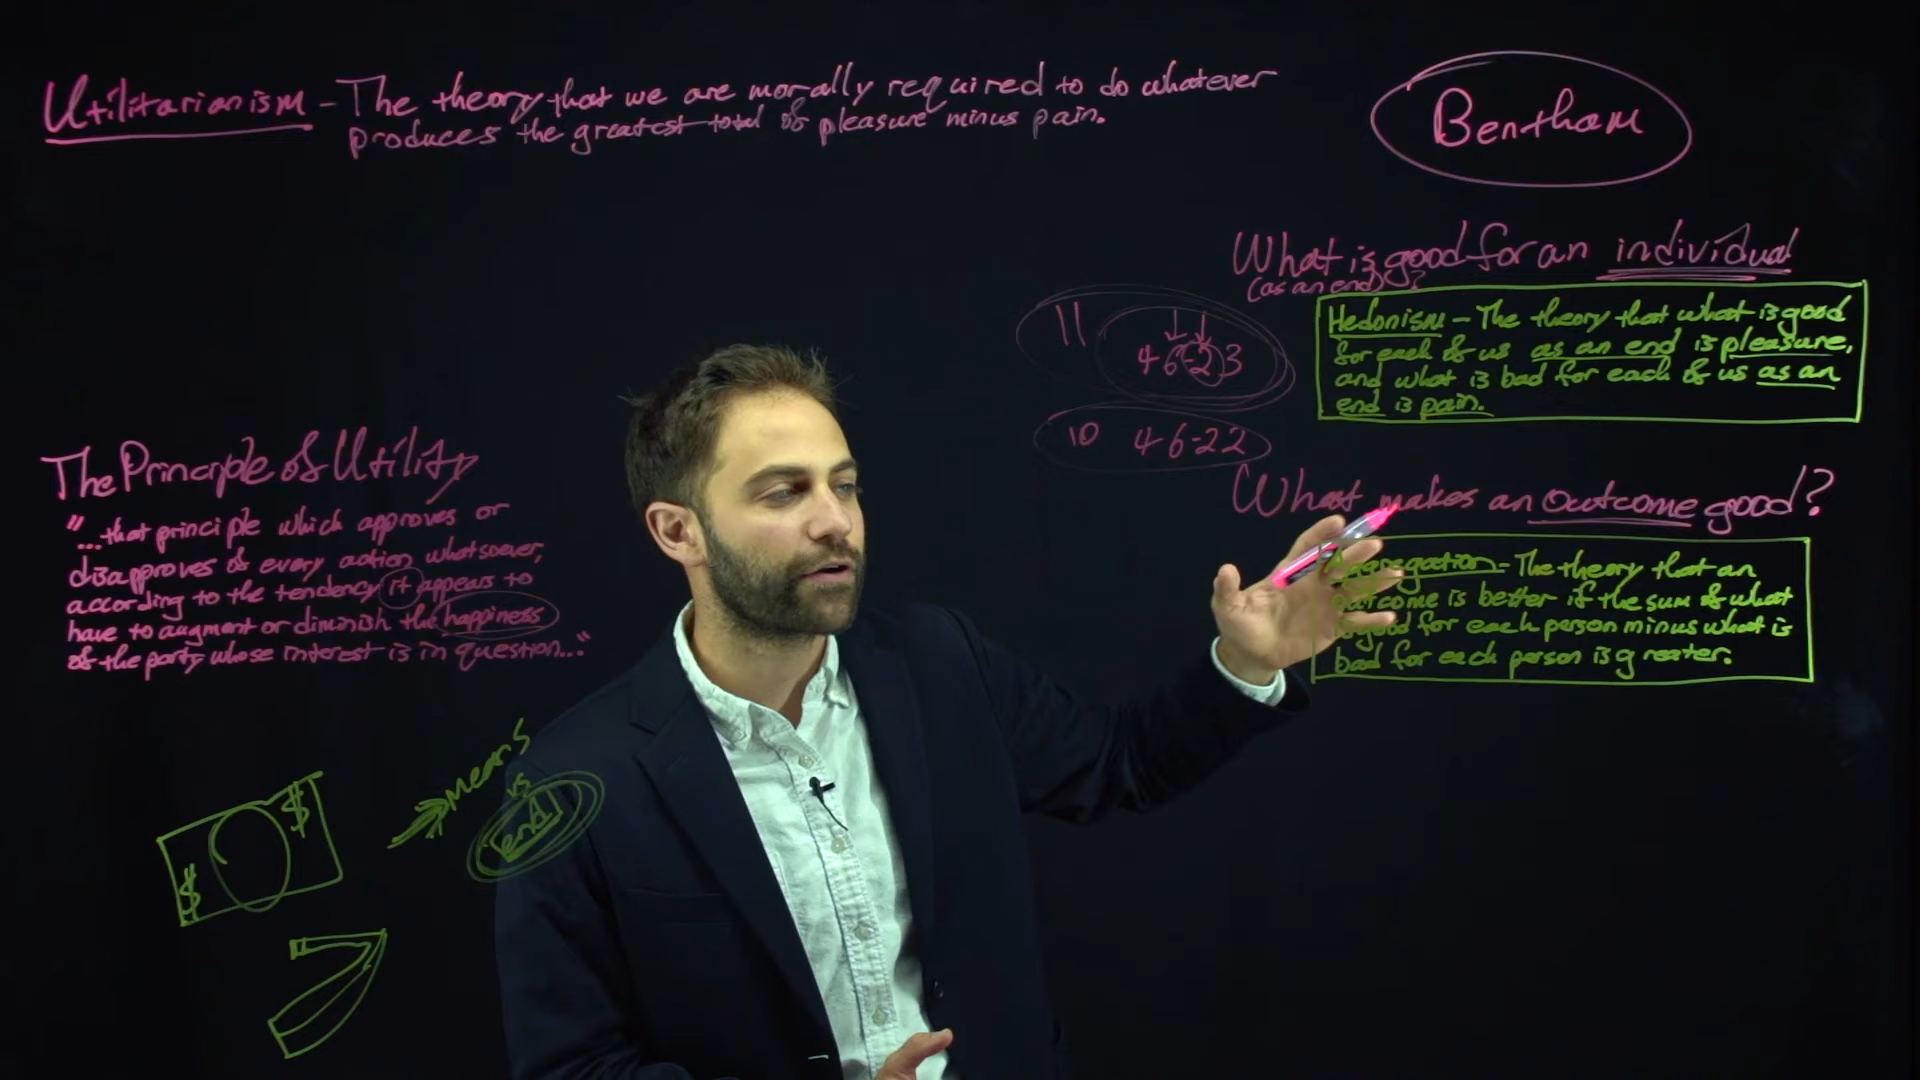 Utilitarianism - The theory that we are morally required to do whatever
produces the greatest total of pleasure minus pain.
Bentham
What is good for an individual
(as an end)?
Hedonism - The theory that what is good
for each of us as an end is pleasure,
and what is bad for each of us as an
end is pain.
11 4 6 -2 3
10 4 6 -2 2
What makes an outcome good?
Aggregation - The theory that an
outcome is better if the sum of what
is good for each person minus what is
bad for each person is greater.
The Principle of Utility
"...that principle which approves or
disapproves of every action whatsoever,
according to the tendency it appears to
have to augment or diminish the happiness
of the party whose interest is in question..."
means
vs
end
$
$